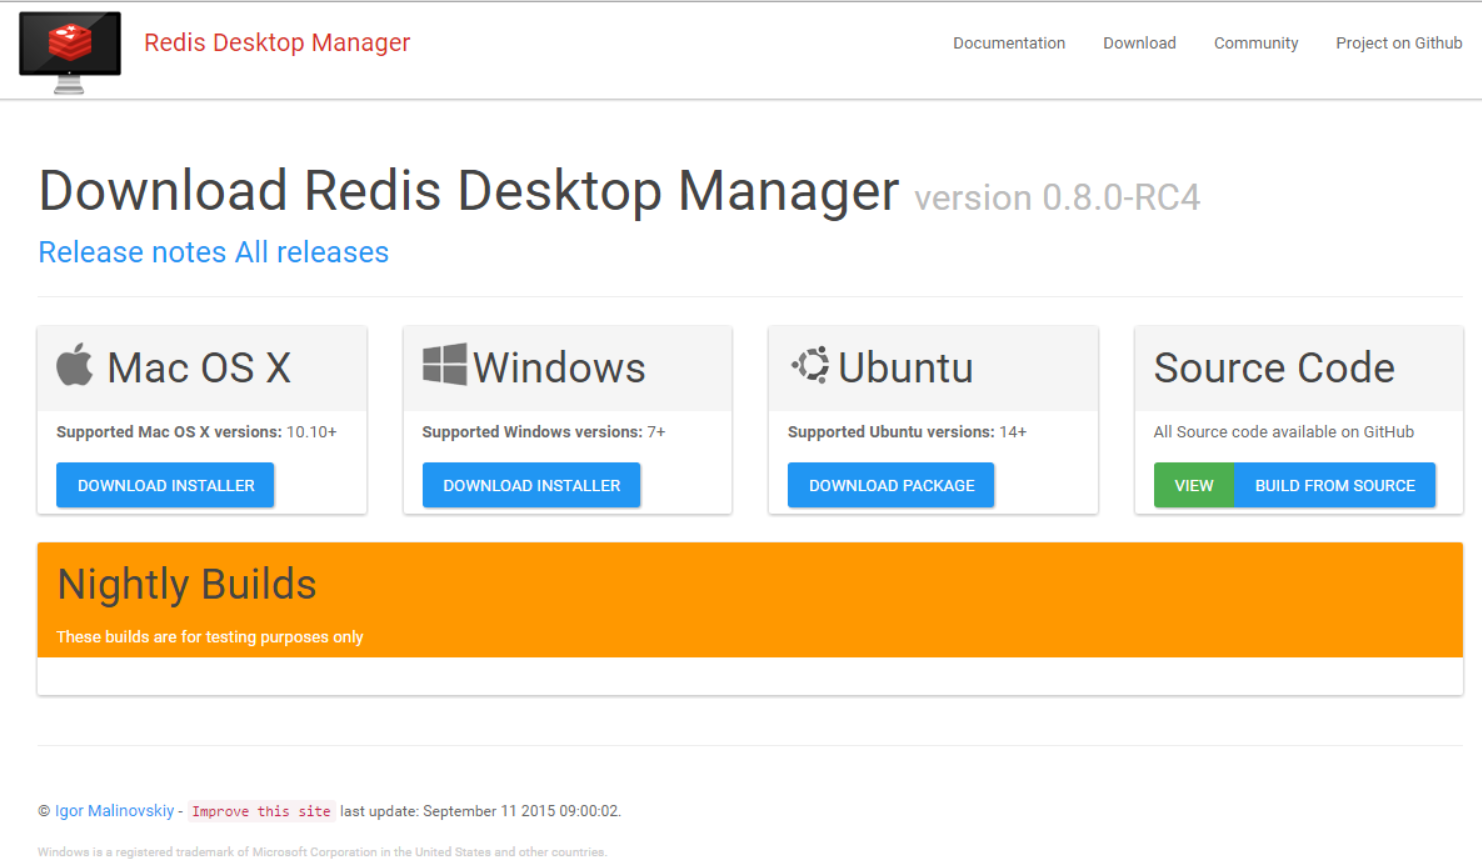 Redis Desktop Manager
Documentation Download Community Project on Github
Download Redis Desktop Manager version 0.8.0-RC4
Release notes All releases
Mac OS X
Supported Mac OS X versions: 10.10+
DOWNLOAD INSTALLER
Windows
Supported Windows versions: 7+
DOWNLOAD INSTALLER
Ubuntu
Supported Ubuntu versions: 14+
DOWNLOAD PACKAGE
Source Code
All Source code available on GitHub
VIEW BUILD FROM SOURCE
Nightly Builds
These builds are for testing purposes only
© Igor Malinovskiy - Improve this site last update: September 11 2015 09:00:02.
Windows is a registered trademark of Microsoft Corporation in the United States and other countries.